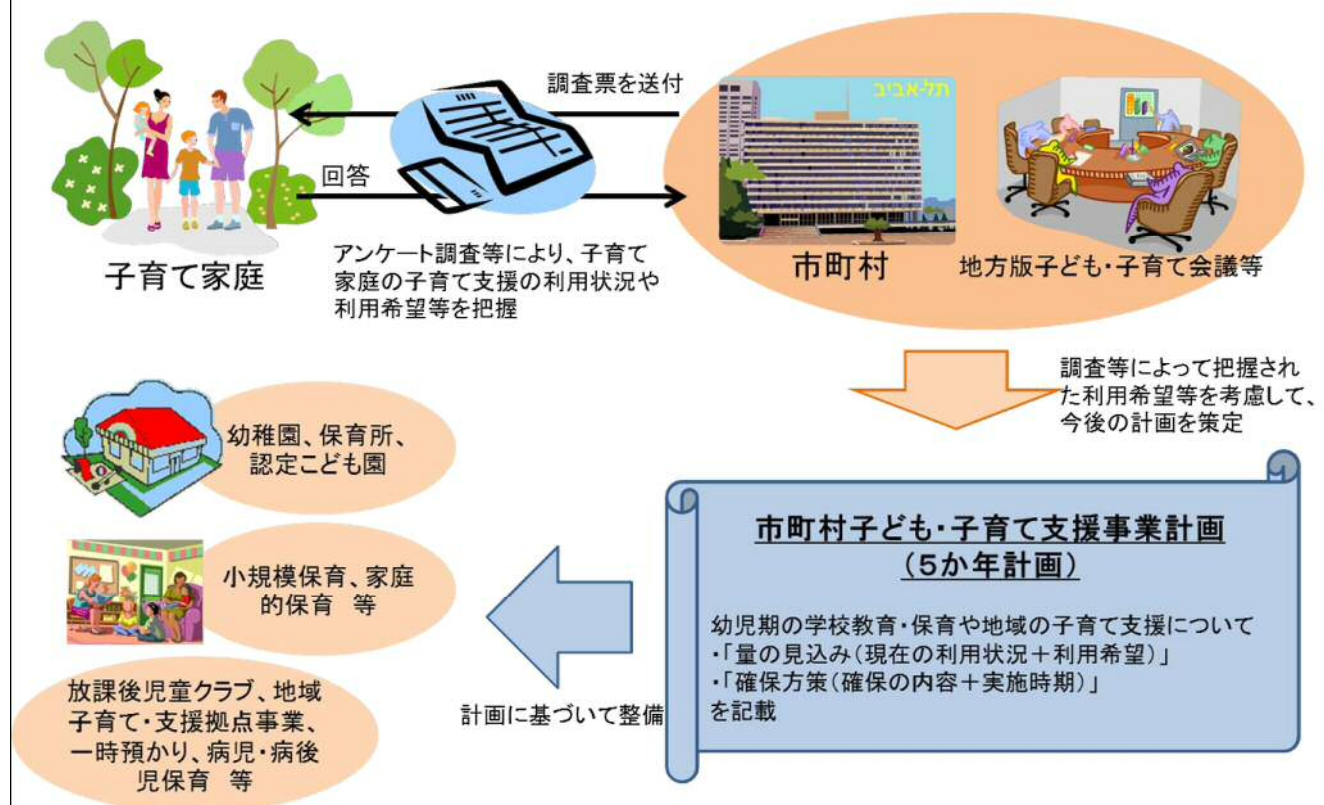 調査票を送付
回答
תל-אביב
子育て家庭
アンケート調査等により、子育て
家庭の子育て支援の利用状況や
利用希望等を把握
市町村
地方版子ども・子育て会議等
調査等によって把握され
た利用希望等を考慮して、
今後の計画を策定
幼稚園、保育所、
認定こども園
小規模保育、家庭
的保育　等
放課後児童クラブ、地域
子育て・支援拠点事業、
一時預かり、病児・病後
児保育　等
計画に基づいて整備
市町村子ども・子育て支援事業計画
（５か年計画）
幼児期の学校教育・保育や地域の子育て支援について
・「量の見込み（現在の利用状況＋利用希望）」
・「確保方策（確保の内容＋実施時期）」
を記載